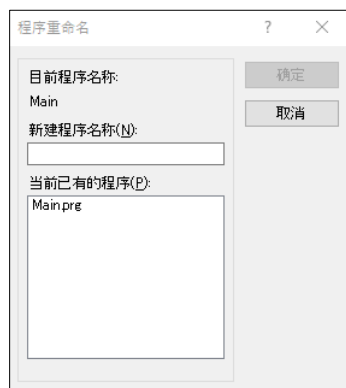 程序重命名
?
目前程序名称:
确定
Main
取消
新建程序名称(N):
当前已有的程序(P):
Main.prg